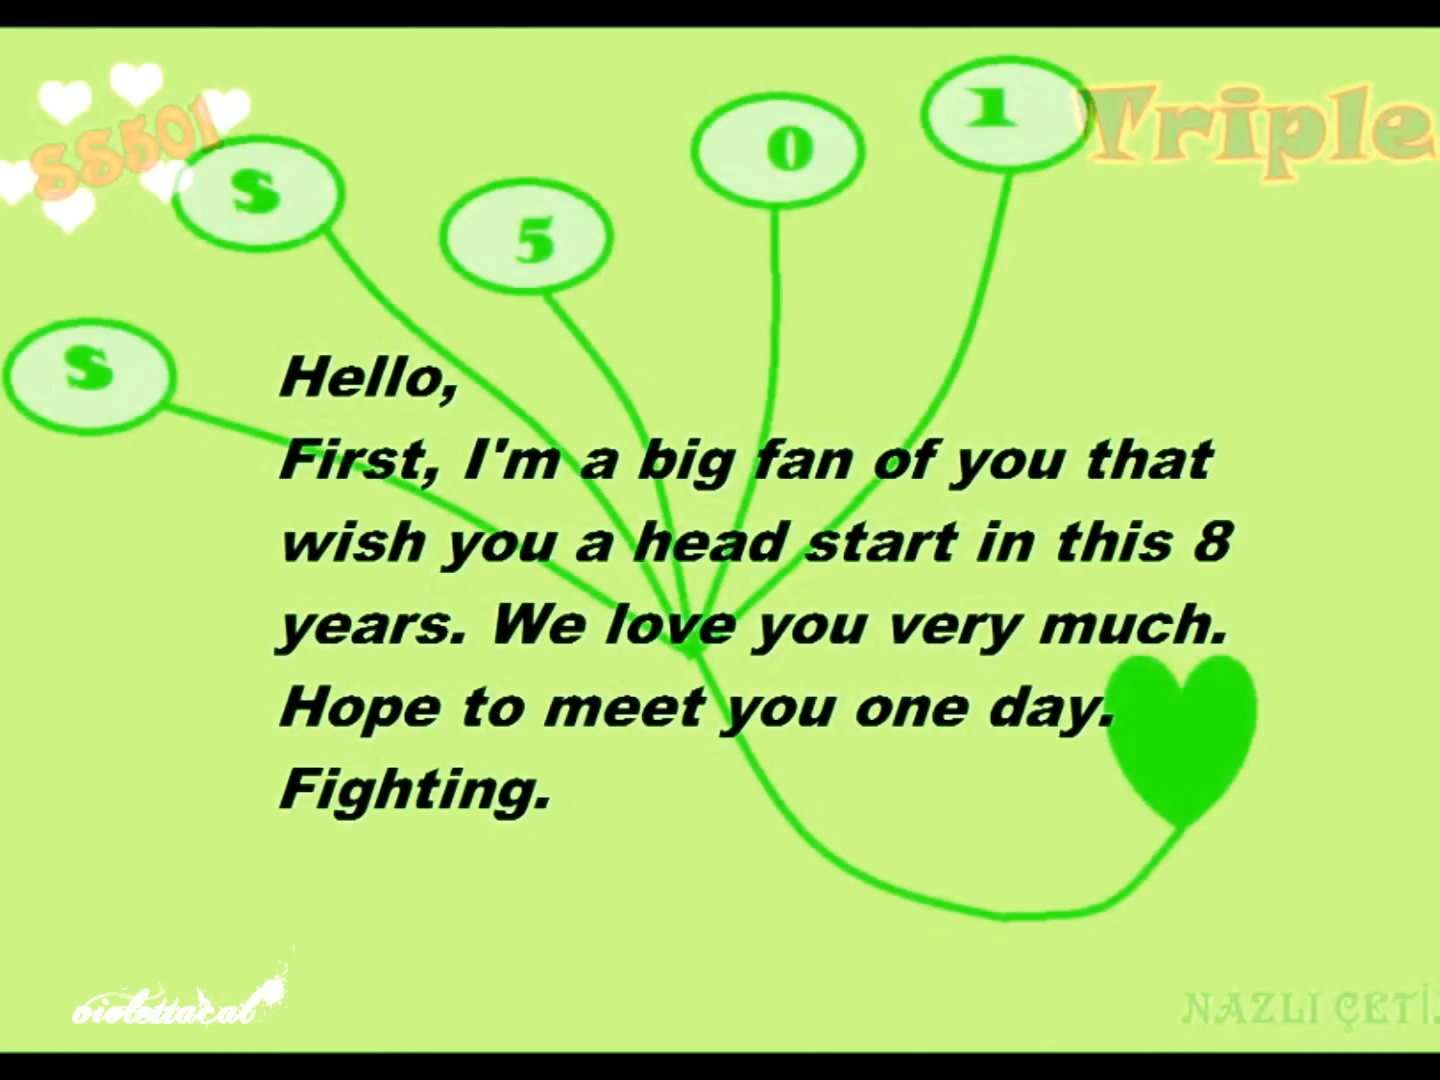 SS501
Triple
S
S
5
0
1
Hello,
First, I'm a big fan of you that
wish you a head start in this 8
years. We love you very much.
Hope to meet you one day.
Fighting.
violettacat
NAZLI